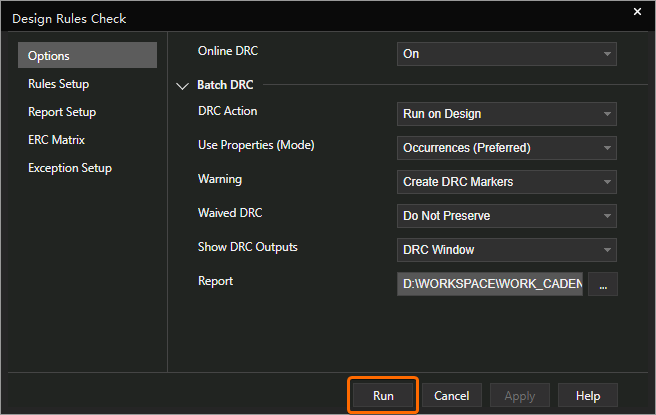 Design Rules Check
Options
Rules Setup
Report Setup
ERC Matrix
Exception Setup
Online DRC On
Batch DRC
DRC Action Run on Design
Use Properties (Mode) Occurrences (Preferred)
Warning Create DRC Markers
Waived DRC Do Not Preserve
Show DRC Outputs DRC Window
Report D:\WORKSPACE\WORK_CADEN ...
Run Cancel Apply Help